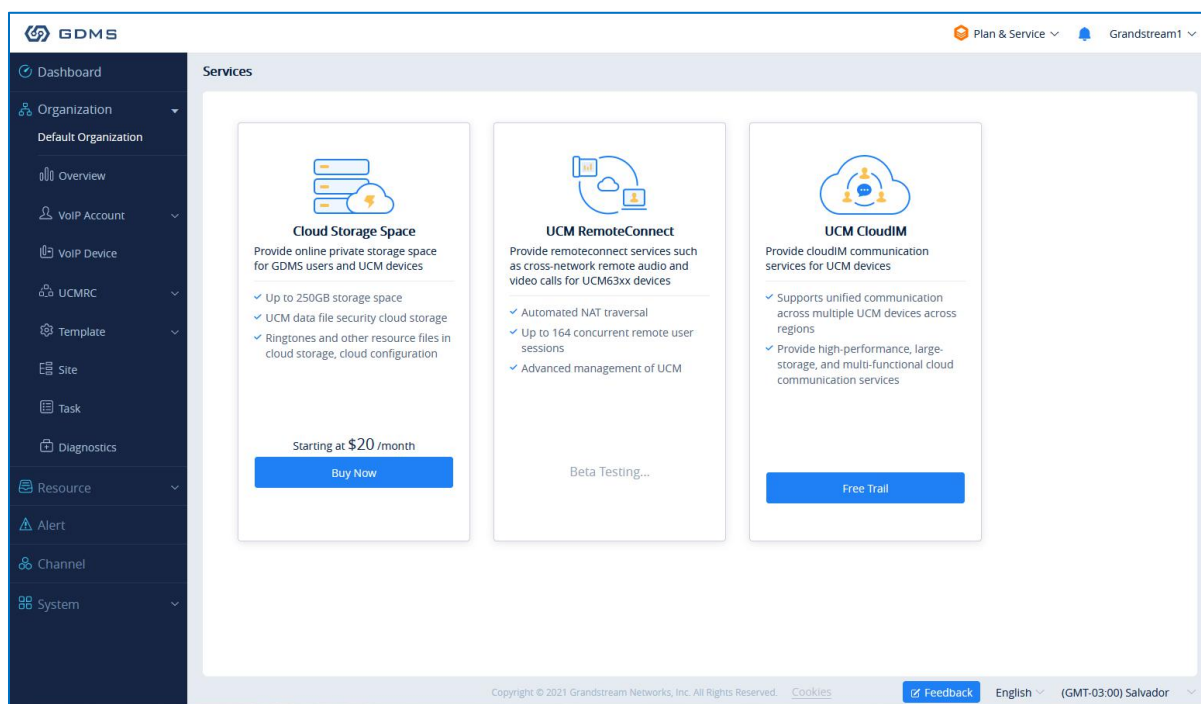 GDMS
Plan & Service
Grandstream1
Dashboard
Organization
Default Organization
Overview
VoIP Account
VoIP Device
UCMRC
Template
Site
Task
Diagnostics
Resource
Alert
Channel
System
Services
Cloud Storage Space
Provide online private storage space
for GDMS users and UCM devices
Up to 250GB storage space
UCM data file security cloud storage
Ringtones and other resource files in
cloud storage, cloud configuration
Starting at $20 /month
Buy Now
UCM RemoteConnect
Provide remoteconnect services such
as cross-network remote audio and
video calls for UCM63xx devices
Automated NAT traversal
Up to 164 concurrent remote user
sessions
Advanced management of UCM
Beta Testing...
UCM CloudIM
Provide cloudIM communication
services for UCM devices
Supports unified communication
across multiple UCM devices across
regions
Provide high-performance, large-
storage, and multi-functional cloud
communication services
Free Trail
Copyright © 2021 Grandstream Networks, Inc. All Rights Reserved. Cookies
Feedback
English
(GMT-03:00) Salvador